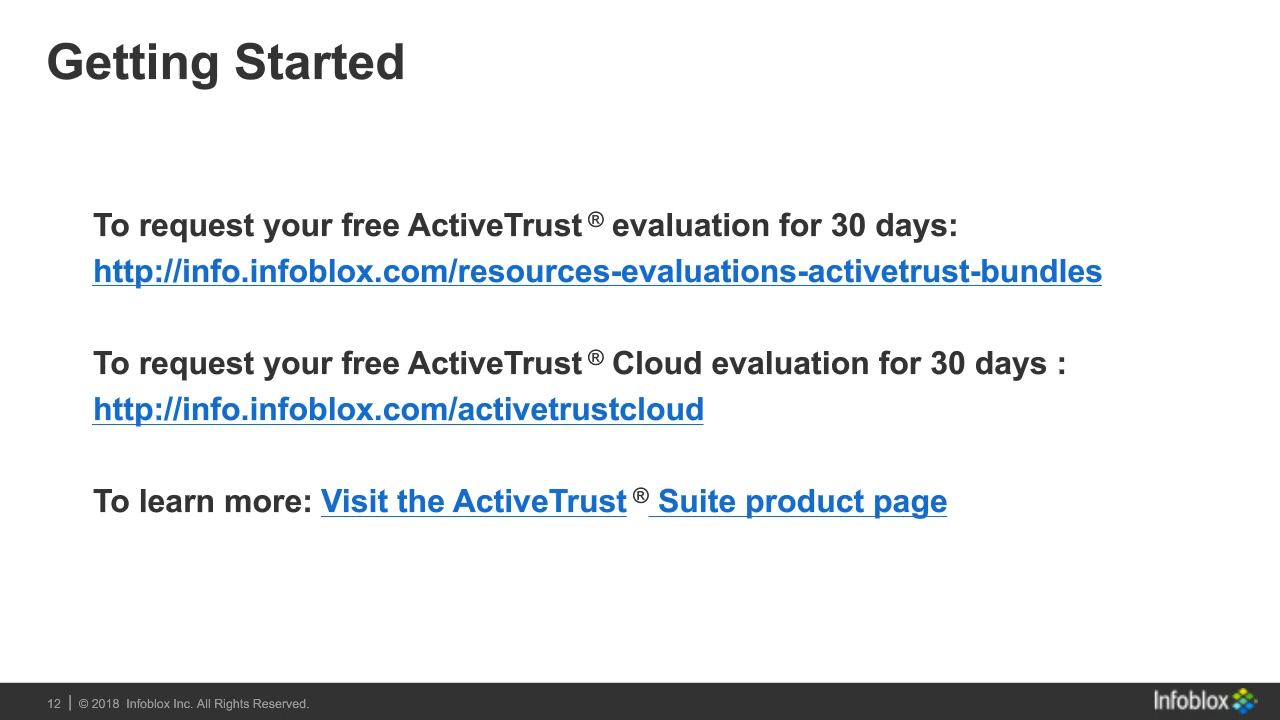 Getting Started
To request your free ActiveTrust ® evaluation for 30 days:
http://info.infoblox.com/resources-evaluations-activetrust-bundles
To request your free ActiveTrust ® Cloud evaluation for 30 days :
http://info.infoblox.com/activetrustcloud
To learn more: Visit the ActiveTrust ® Suite product page
12 | © 2018 Infoblox Inc. All Rights Reserved.
Infoblox